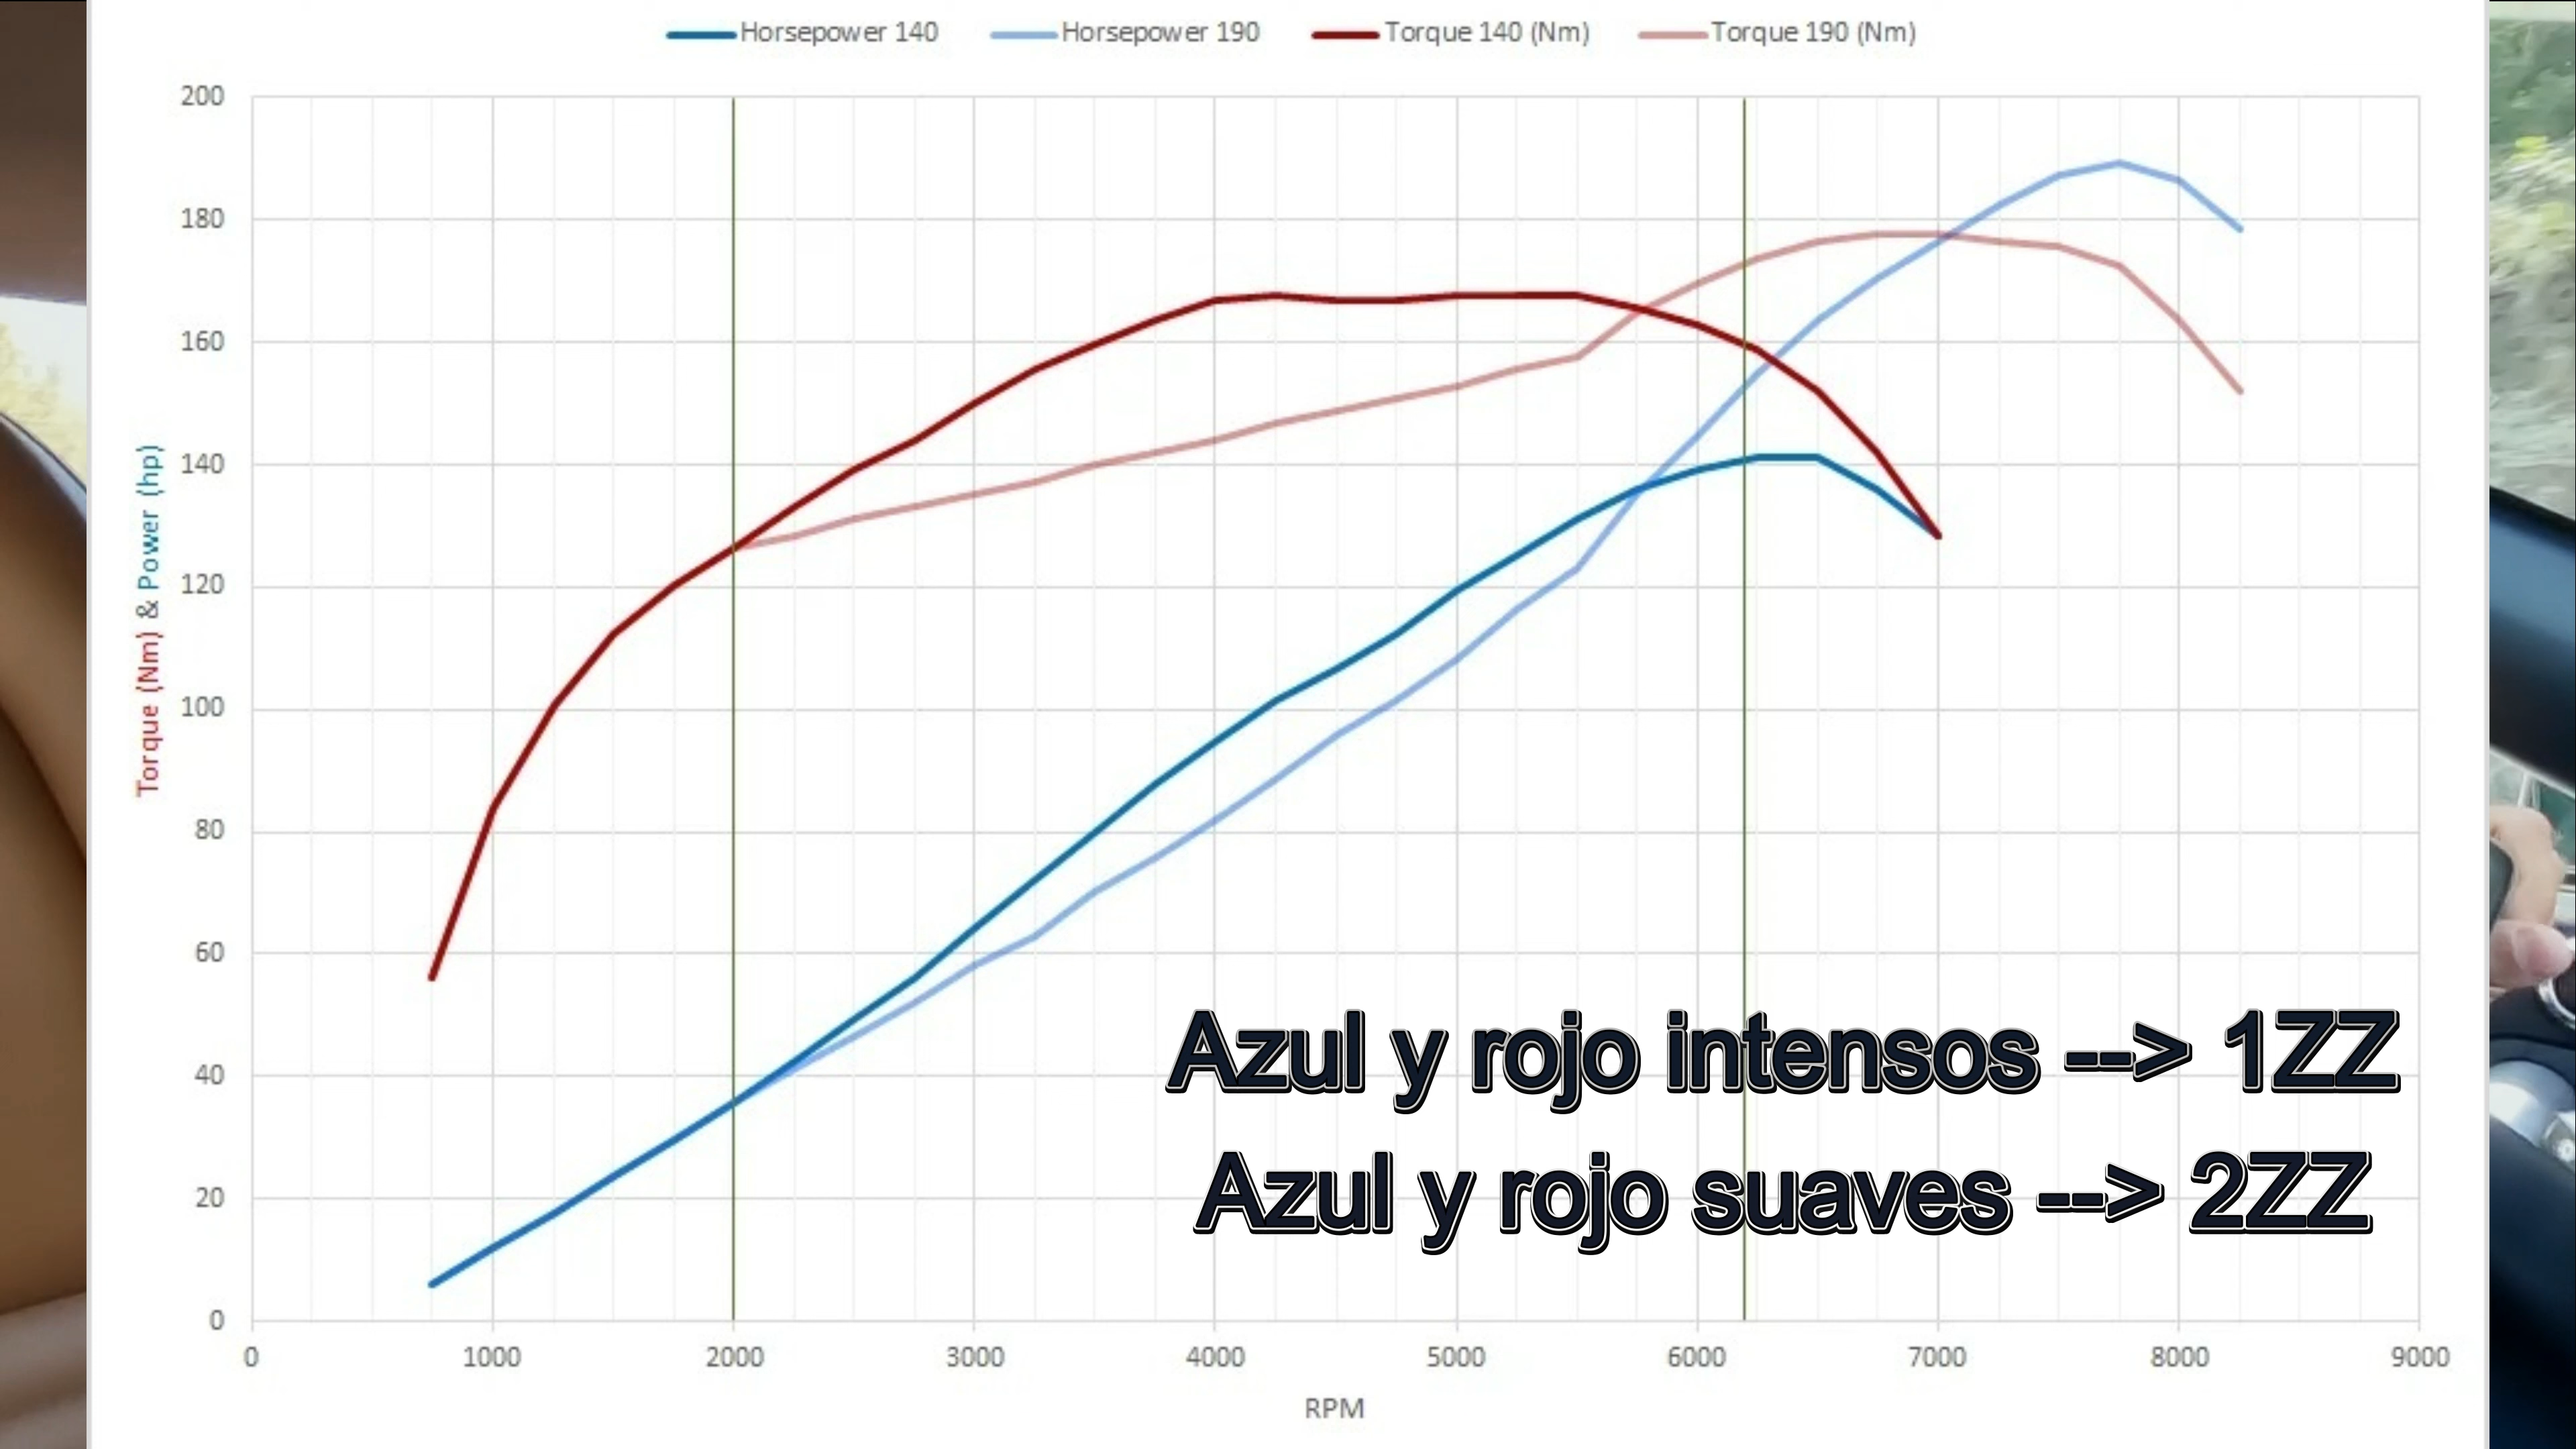 Horsepower 140 Horsepower 190 Torque 140 (Nm) Torque 190 (Nm)
200
180
160
140
120
100
80
60
40
20
0
Torque (Nm) & Power (hp)
0 1000 2000 3000 4000 5000 6000 7000 8000 9000
RPM
Azul y rojo intensos --> 1ZZ
Azul y rojo suaves --> 2ZZ